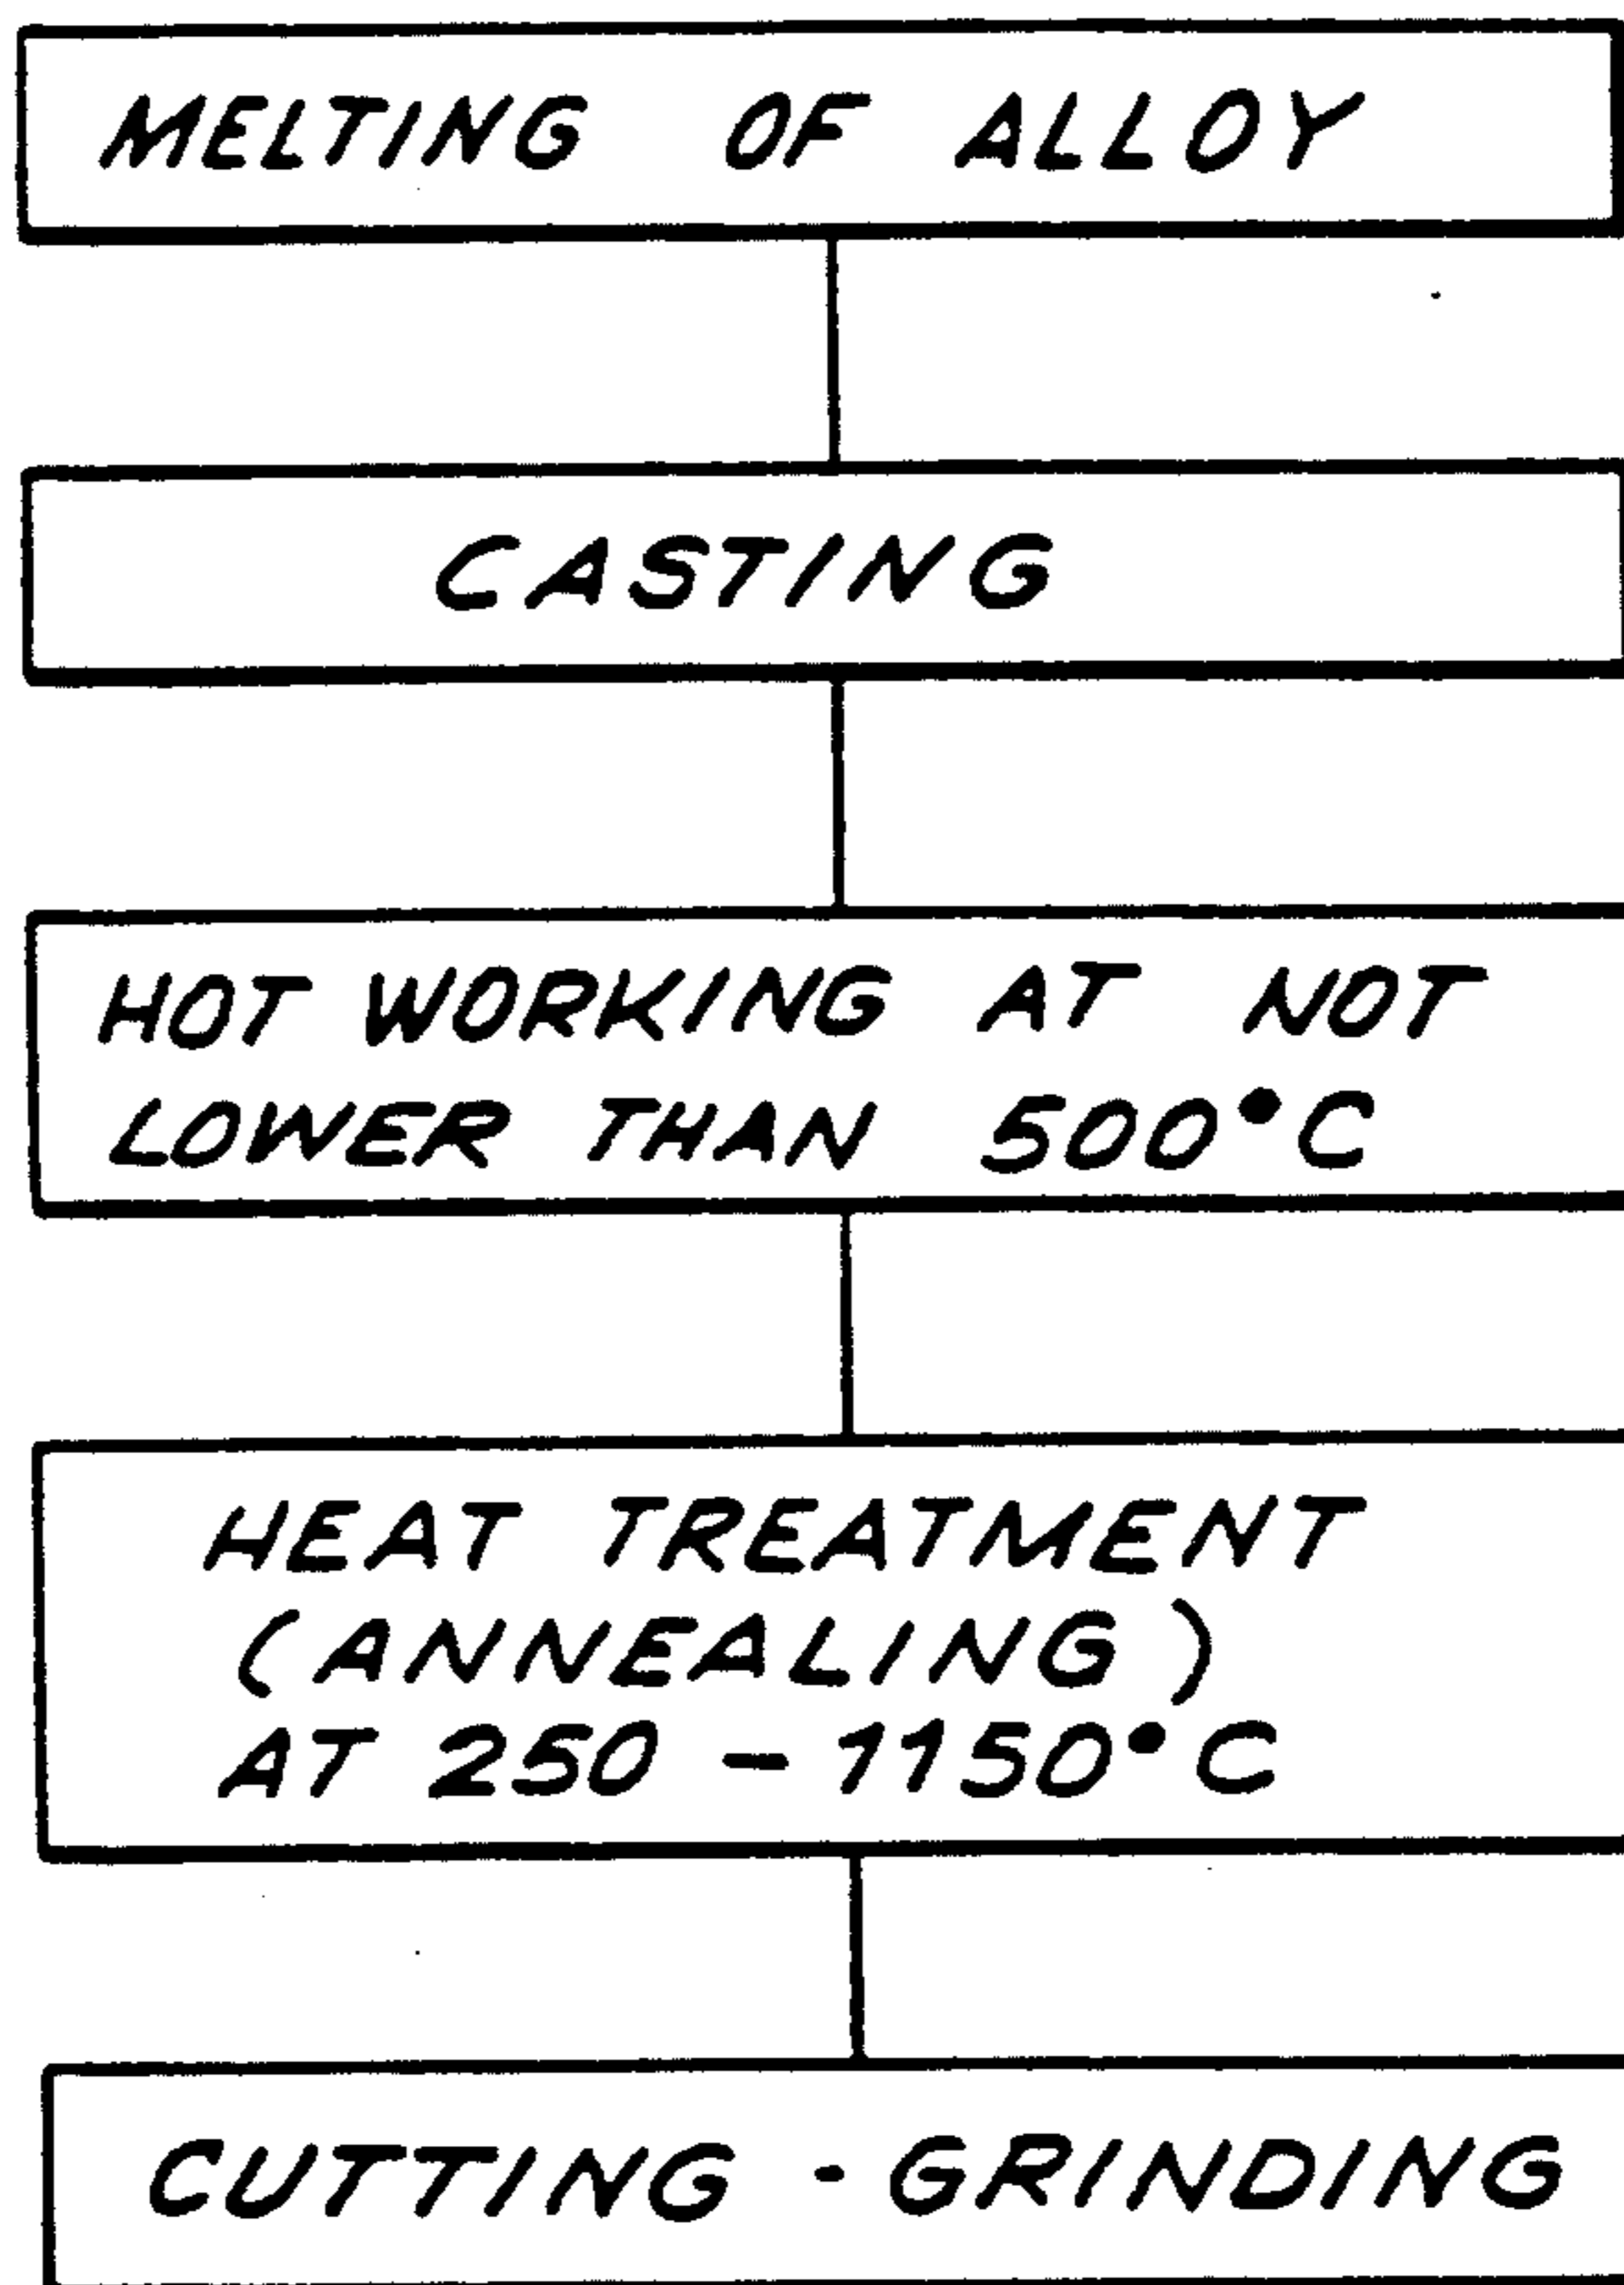 MELTING OF ALLOY
CASTING
HOT WORKING AT NOT
LOWER THAN 500°C
HEAT TREATMENT
(ANNEALING)
AT 250 – 1150°C
CUTTING - GRINDING